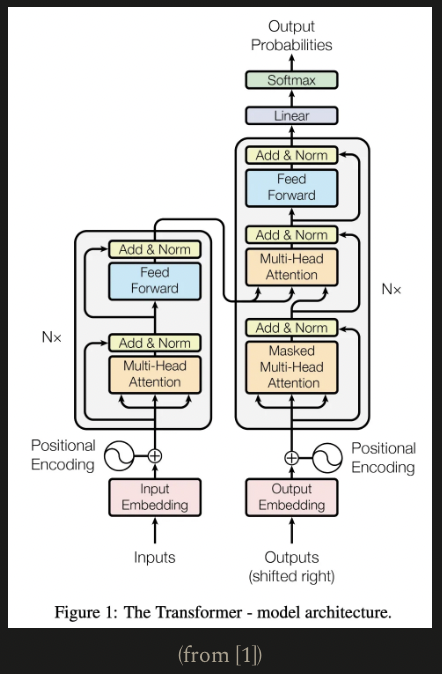 Output
Probabilities
Softmax
Linear
Add & Norm
Feed
Forward
Add & Norm
Multi-Head
Attention
Add & Norm
Masked
Multi-Head
Attention
Nx
Add & Norm
Feed
Forward
Nx
Add & Norm
Multi-Head
Attention
Positional
Encoding
Positional
Encoding
Input
Embedding
Output
Embedding
Inputs
Outputs
(shifted right)
Figure 1: The Transformer - model architecture.
(from [1])